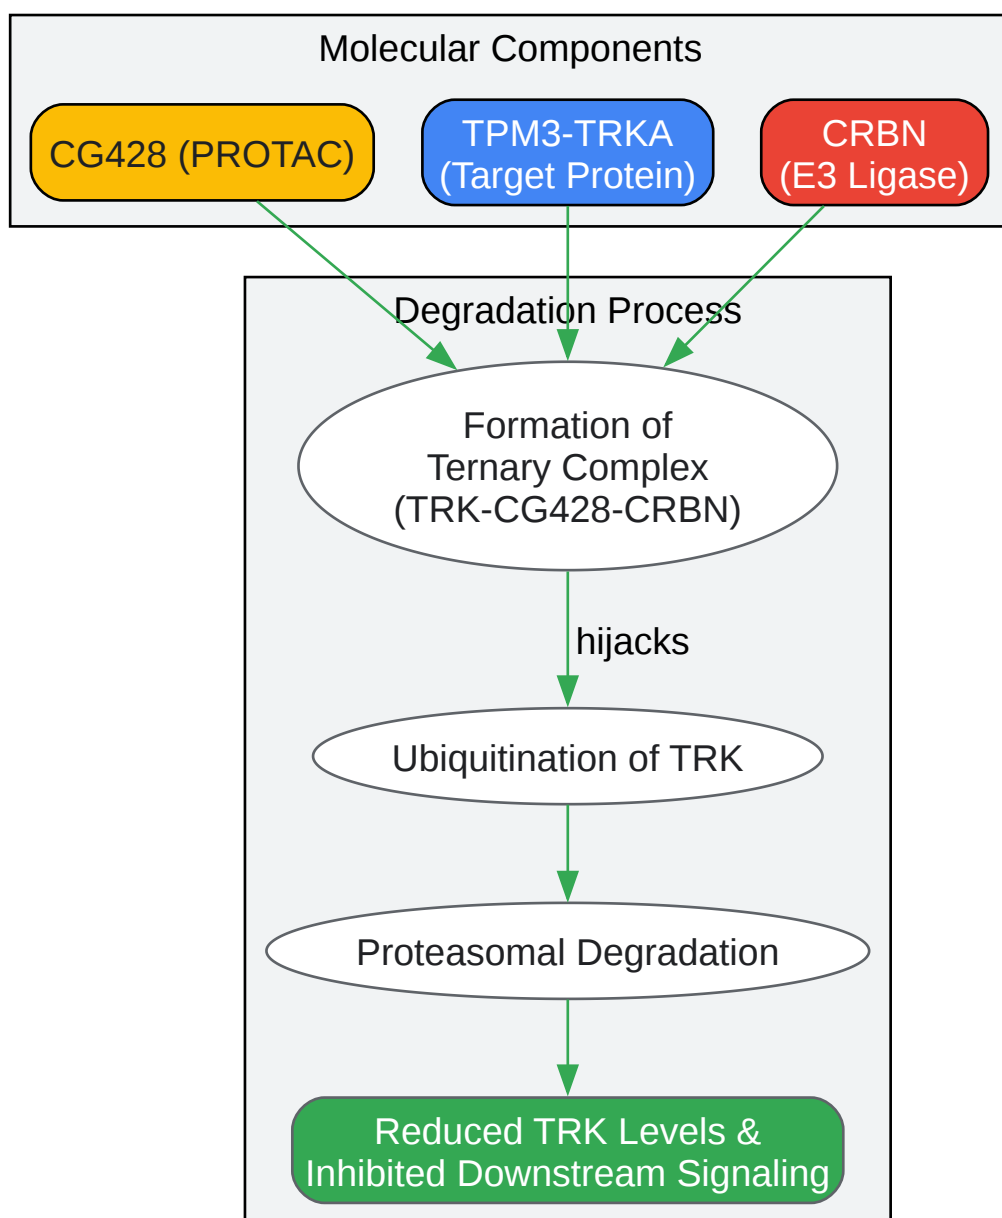 Molecular Components
CG428 (PROTAC)
TPM3-TRKA
(Target Protein)
CRBN
(E3 Ligase)
Degradation Process
Formation of
Ternary Complex
(TRK-CG428-CRBN)
hijacks
Ubiquitination of TRK
Proteasomal Degradation
Reduced TRK Levels &
Inhibited Downstream Signaling